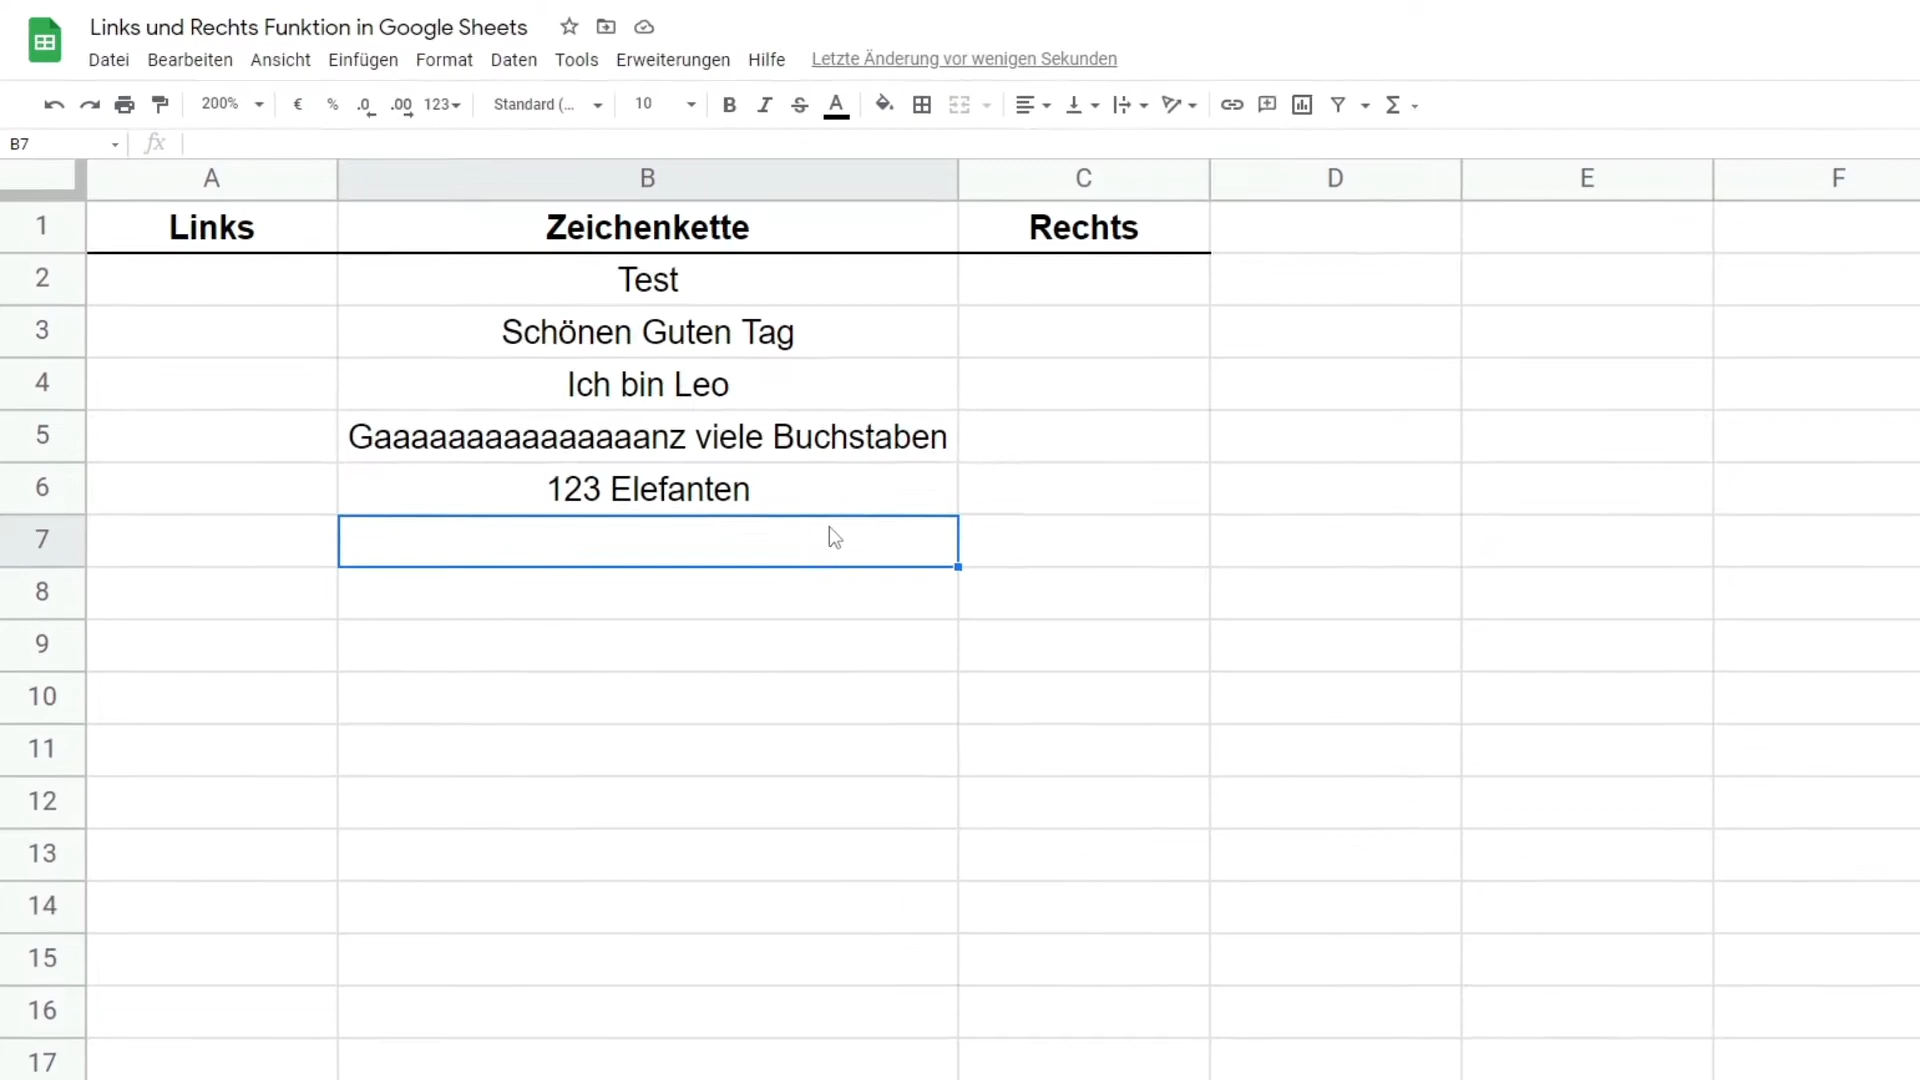 Links und Rechts Funktion in Google Sheets
Datei Bearbeiten Ansicht Einfügen Format Daten Tools Erweiterungen Hilfe Letzte Änderung vor wenigen Sekunden
200% € % .0 .00 123 Standard (... 10 B I S A Σ
B7 fx
A B C D E F
1 Links Zeichenkette Rechts
2 Test
3 Schönen Guten Tag
4 Ich bin Leo
5 Gaaaaaaaaaaaaaaanz viele Buchstaben
6 123 Elefanten
7
8
9
10
11
12
13
14
15
16
17